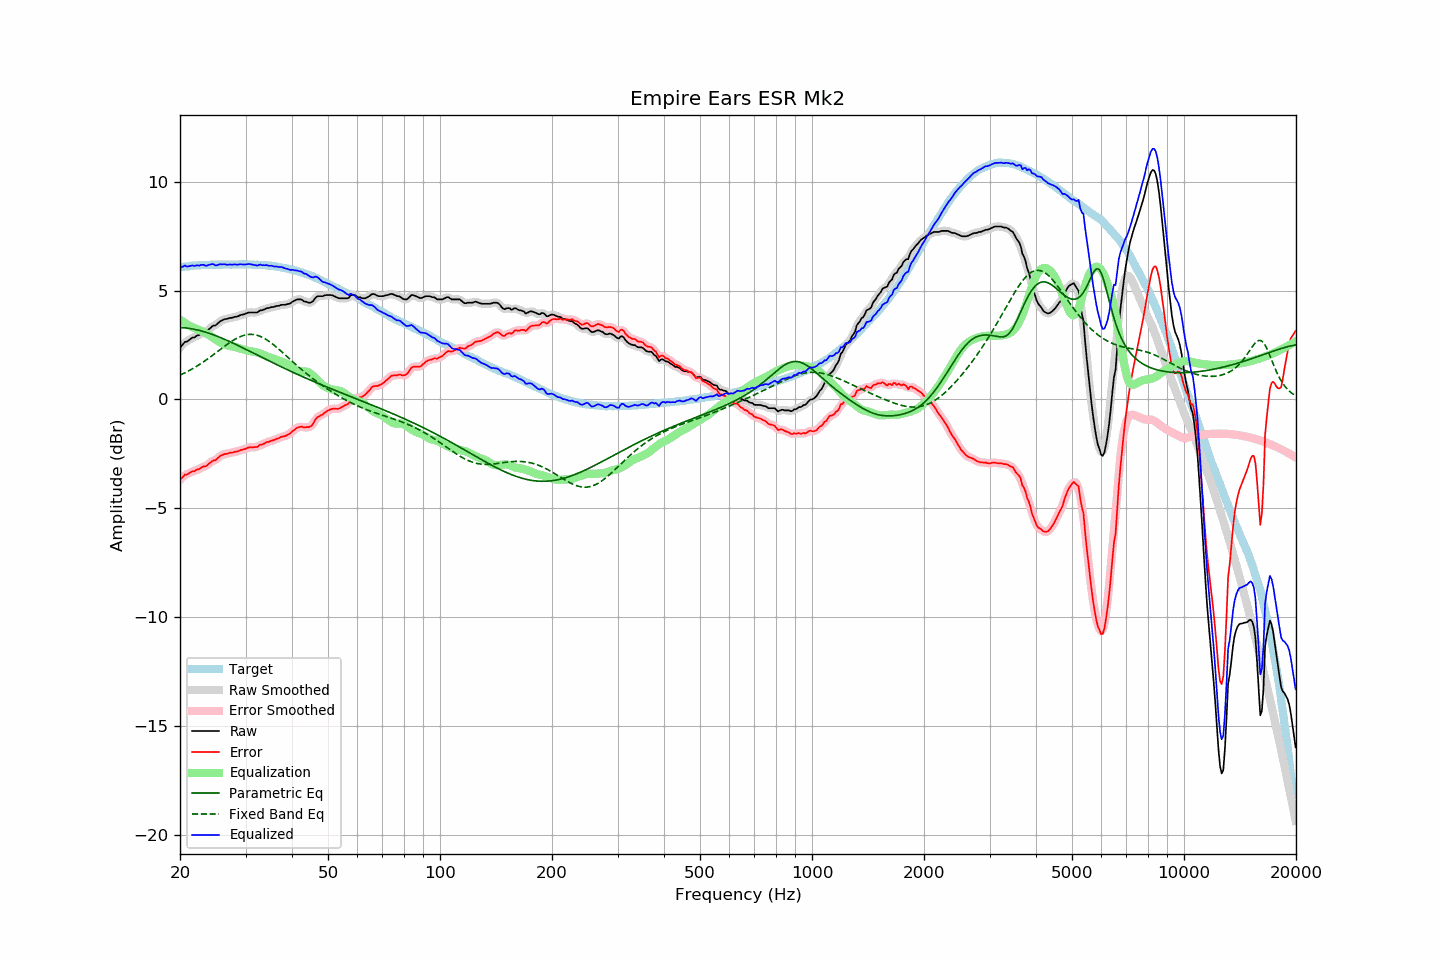 Empire Ears ESR Mk2
Amplitude (dBr)
10
5
0
−5
−10
−15
−20
Target
Raw Smoothed
Error Smoothed
Raw
Error
Equalization
Parametric Eq
Fixed Band Eq
Equalized
20 50 100 200 500 1000 2000 5000 10000 20000
Frequency (Hz)